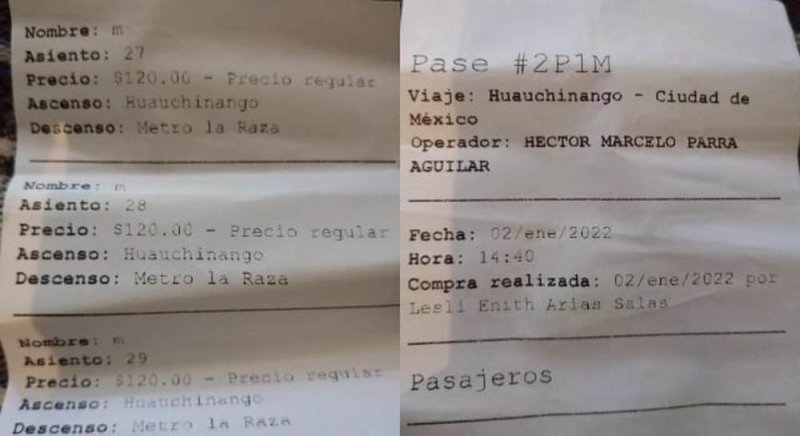 Nombre: m
Asiento: 27
Precio: $120.00 - Precio regular
Ascenso: Huauchinango
Descenso: Metro la Raza
Nombre: m
Asiento: 28
Precio: $120.00 - Precio regular
Ascenso: Huauchinango
Descenso: Metro la Raza
Nombre: m
Asiento: 29
Precio: $120.00 - Precio regular
Ascenso: Huauchinango
Descenso: Metro la Raza
Pase #2P1M
Viaje: Huauchinango - Ciudad de
México
Operador: HECTOR MARCELO PARRA
AGUILAR
Fecha: 02/ene/2022
Hora: 14:40
Compra realizada: 02/ene/2022 por
Lesli Enith Arias Salas
Pasajeros